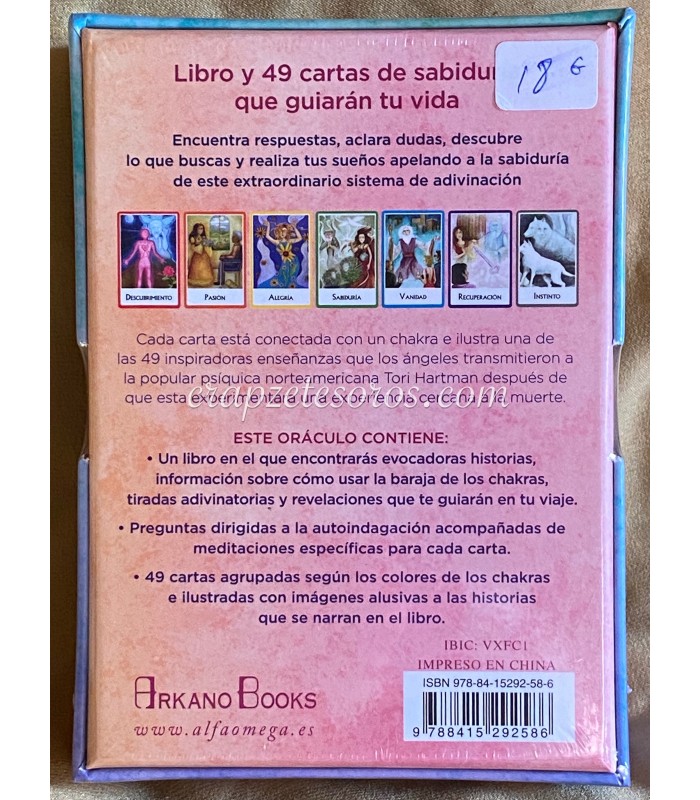 Libro y 49 cartas de
que guiarán tu vida
18 €
Encuentra respuestas, aclara dudas, descubre
lo que buscas y realiza tus sueños apelando a la sabiduría
de este extraordinario sistema de adivinación
DESCUBRIMIENTO
PASIÓN
ALEGRÍA
SABIDURÍA
VANIDAD
RECUPERACIÓN
INSTINTO
Cada carta está conectada con un chakra e ilustra una de
las 49 inspiradoras enseñanzas que los ángeles transmitieron a
la popular psíquica norteamericana Tori Hartman después de
que esta experimentara una experiencia cercana a la muerte.
crapzetesoros.com
ESTE ORÁCULO CONTIENE:
• Un libro en el que encontrarás evocadoras historias,
información sobre cómo usar la baraja de los chakras,
tiradas adivinatorias y revelaciones que te guiarán en tu viaje.
• Preguntas dirigidas a la autoindagación acompañadas de
meditaciones específicas para cada carta.
• 49 cartas agrupadas según los colores de los chakras
e ilustradas con imágenes alusivas a las historias
que se narran en el libro.
IBIC: VXFC1
IMPRESO EN CHINA
ISBN 978-84-15292-58-6
9 788415 292586
ARKANO BOOKS
www.alfaomega.es